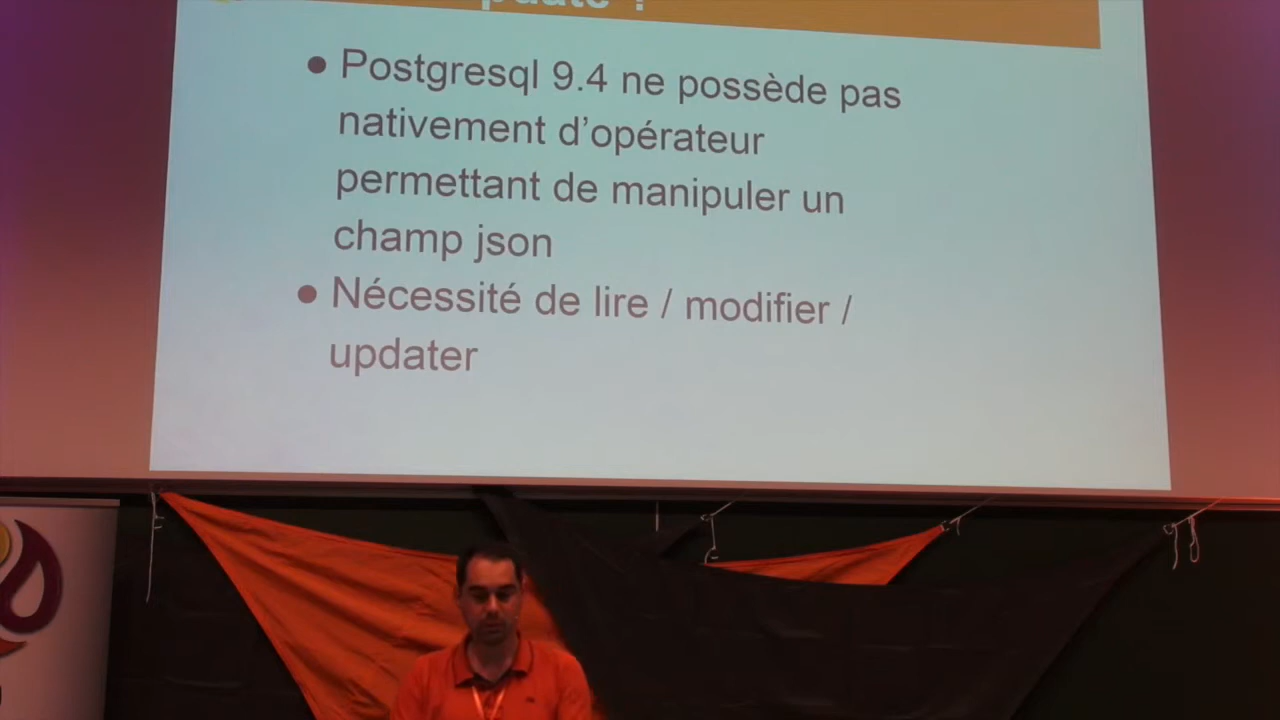 ● Postgresql 9.4 ne possède pas
nativement d'opérateur
permettant de manipuler un
champ json
● Nécessité de lire / modifier /
updater